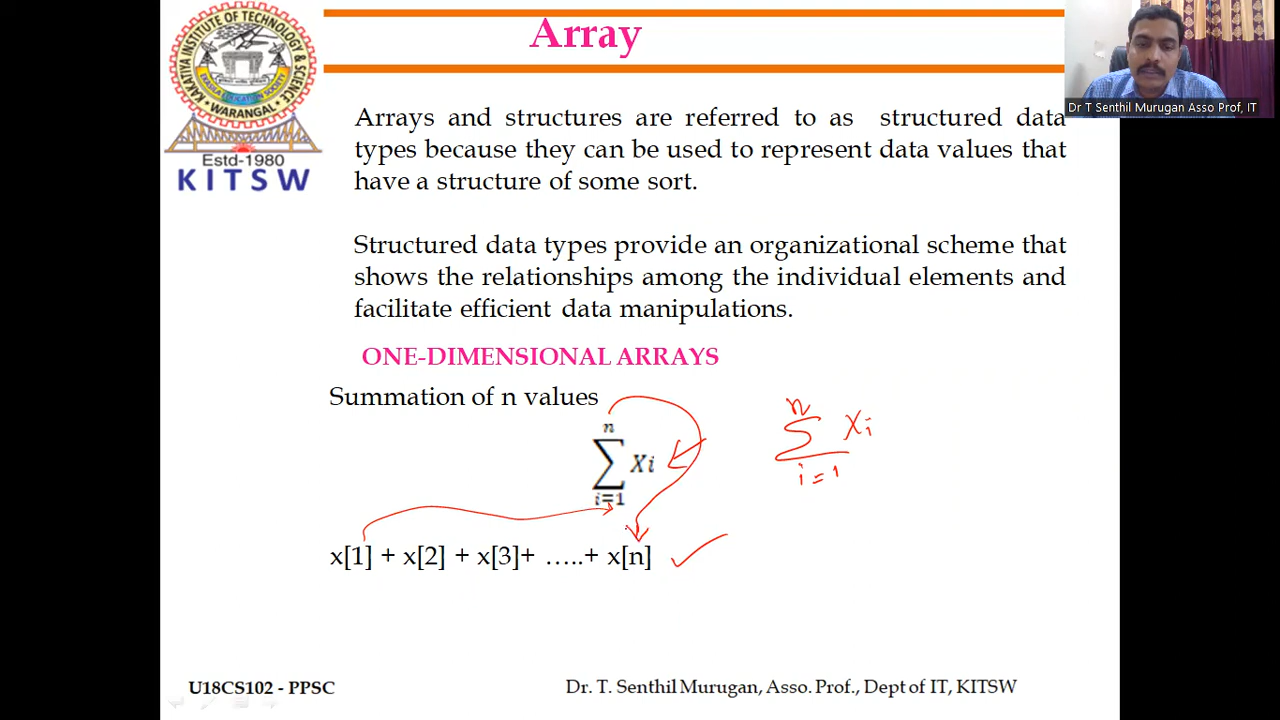 Array
KAKATIYA INSTITUTE OF TECHNOLOGY & SCIENCE
WARANGAL
Estd-1980
KITSW
Dr T Senthil Murugan Asso Prof, IT
Arrays and structures are referred to as structured data
types because they can be used to represent data values that
have a structure of some sort.
Structured data types provide an organizational scheme that
shows the relationships among the individual elements and
facilitate efficient data manipulations.
ONE-DIMENSIONAL ARRAYS
Summation of n values
n
∑ Xi
i=1
n
∑ Xi
i=1
x[1] + x[2] + x[3]+ …..+ x[n]
U18CS102 - PPSC
Dr. T. Senthil Murugan, Asso. Prof., Dept of IT, KITSW